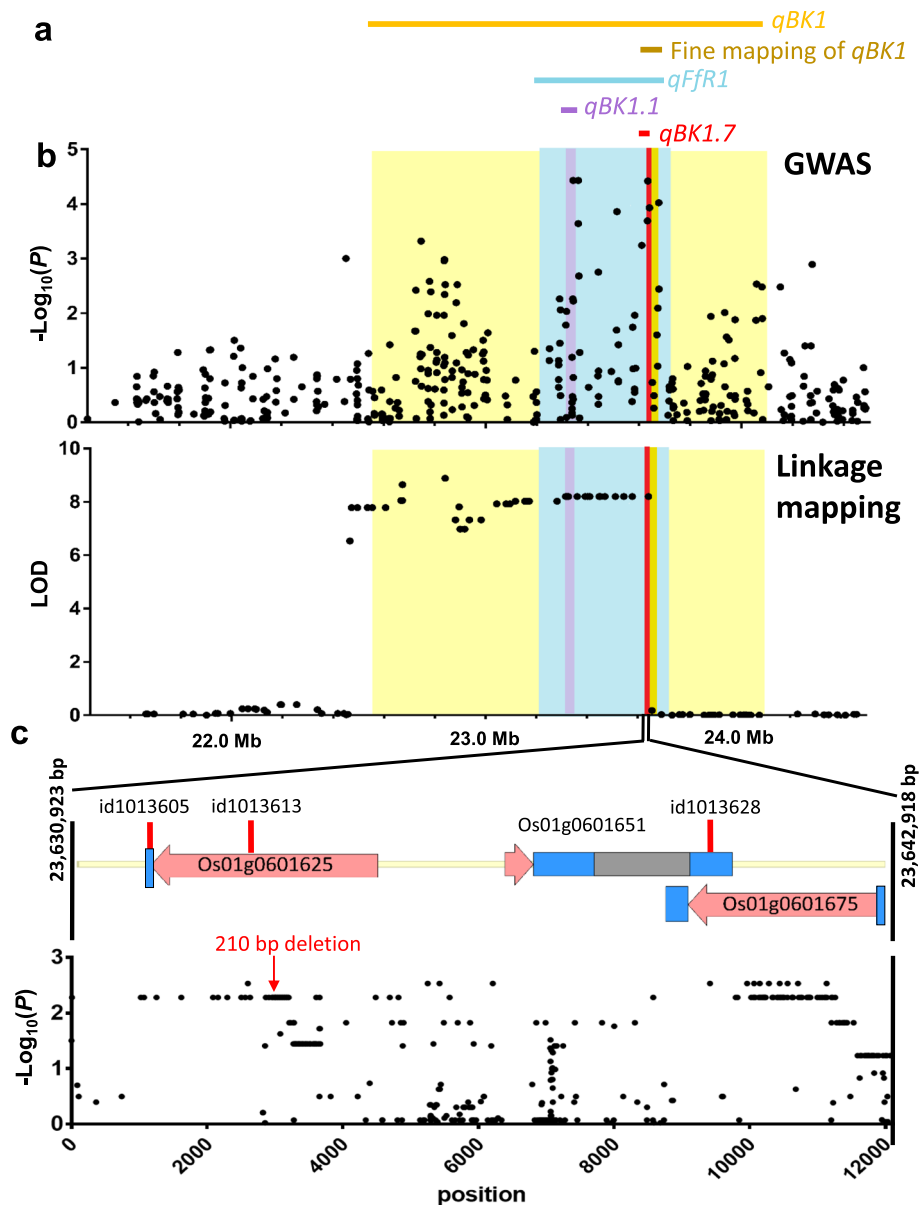 a
qBK1
Fine mapping of qBK1
qFfR1
qBK1.1
qBK1.7
b
GWAS
5
4
3
2
1
0
-Log10(P)
Linkage
mapping
10
8
6
4
2
0
LOD
22.0 Mb
23.0 Mb
24.0 Mb
c
23,630,923 bp
23,642,918 bp
id1013605
id1013613
id1013628
Os01g0601651
Os01g0601625
Os01g0601675
210 bp deletion
3
2
1
0
-Log10(P)
0
2000
4000
6000
8000
10000
12000
position